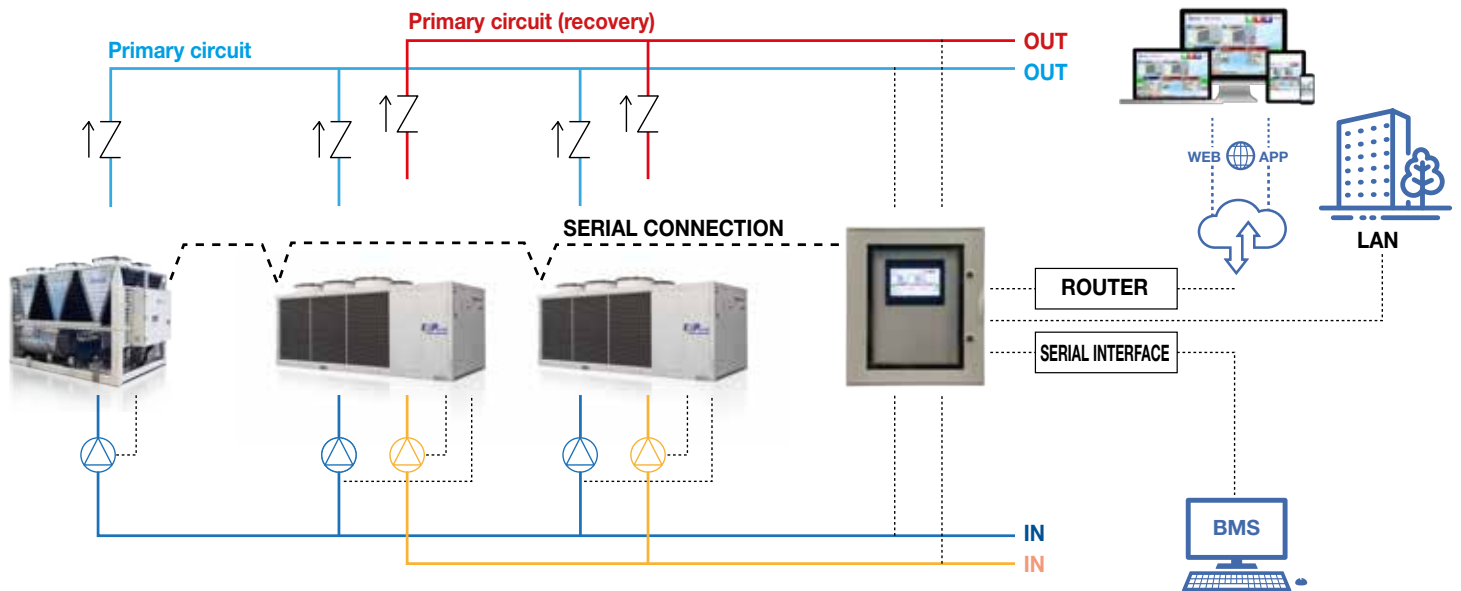 Primary circuit (recovery)
OUT
Primary circuit
OUT
WEB
APP
SERIAL CONNECTION
LAN
ROUTER
SERIAL INTERFACE
IN
BMS
IN